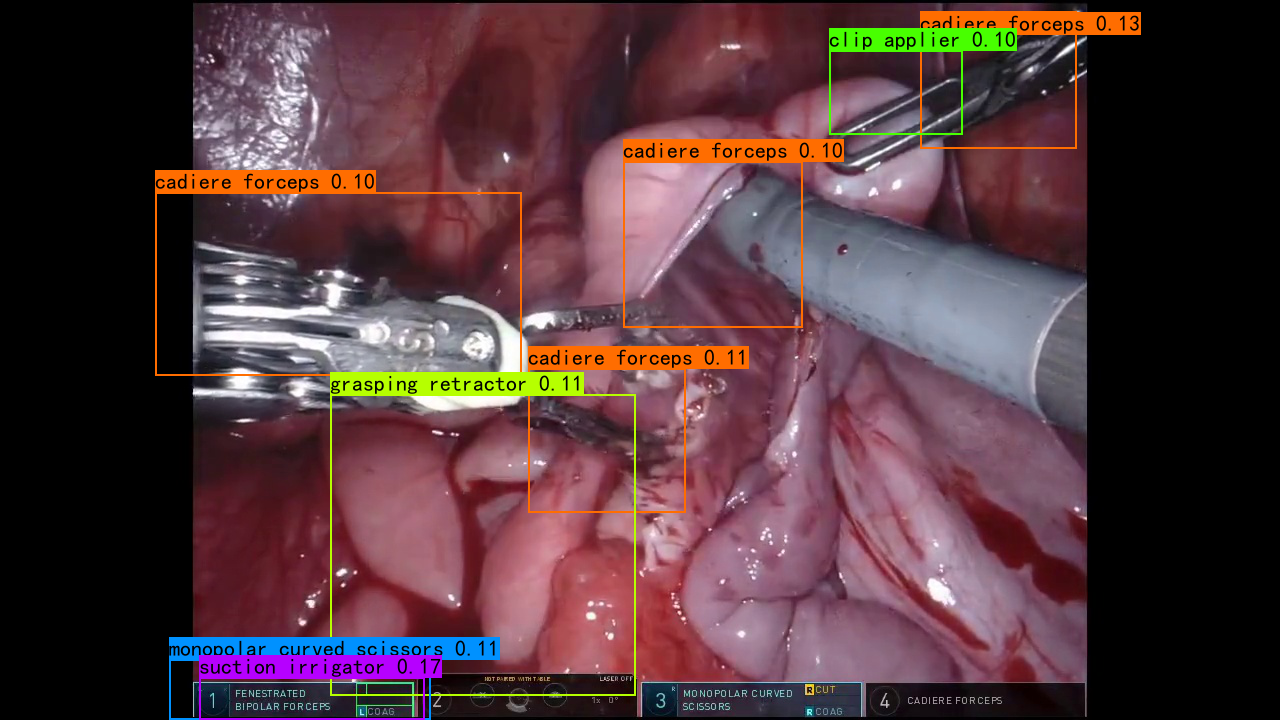 cadiere forceps 0.13
clip applier 0.10
cadiere forceps 0.10
cadiere forceps 0.10
cadiere forceps 0.11
grasping retractor 0.11
monopolar curved scissors 0.11
suction irrigator 0.17
NOT PAIRED WITH TABLE
LASER OFF
1 FENESTRATED
BIPOLAR FORCEPS
L COAG
2
1x 0°
3 R MONOPOLAR CURVED
SCISSORS
R CUT
R COAG
4 CADIERE FORCEPS